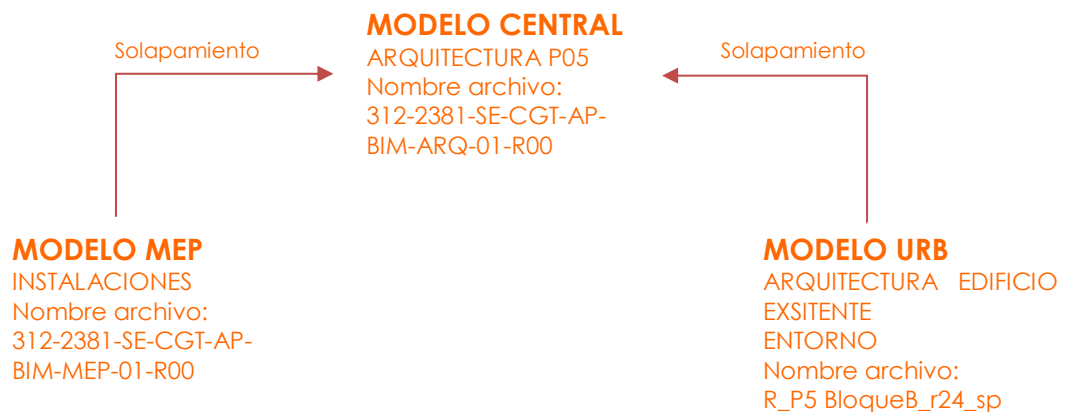 MODELO CENTRAL
Solapamiento
Solapamiento
ARQUITECTURA P05
Nombre archivo:
312-2381-SE-CGT-AP-
BIM-ARQ-01-R00
MODELO MEP
INSTALACIONES
Nombre archivo:
312-2381-SE-CGT-AP-
BIM-MEP-01-R00
MODELO URB
ARQUITECTURA EDIFICIO
EXSITENTE
ENTORNO
Nombre archivo:
R_P5 BloqueB_r24_sp